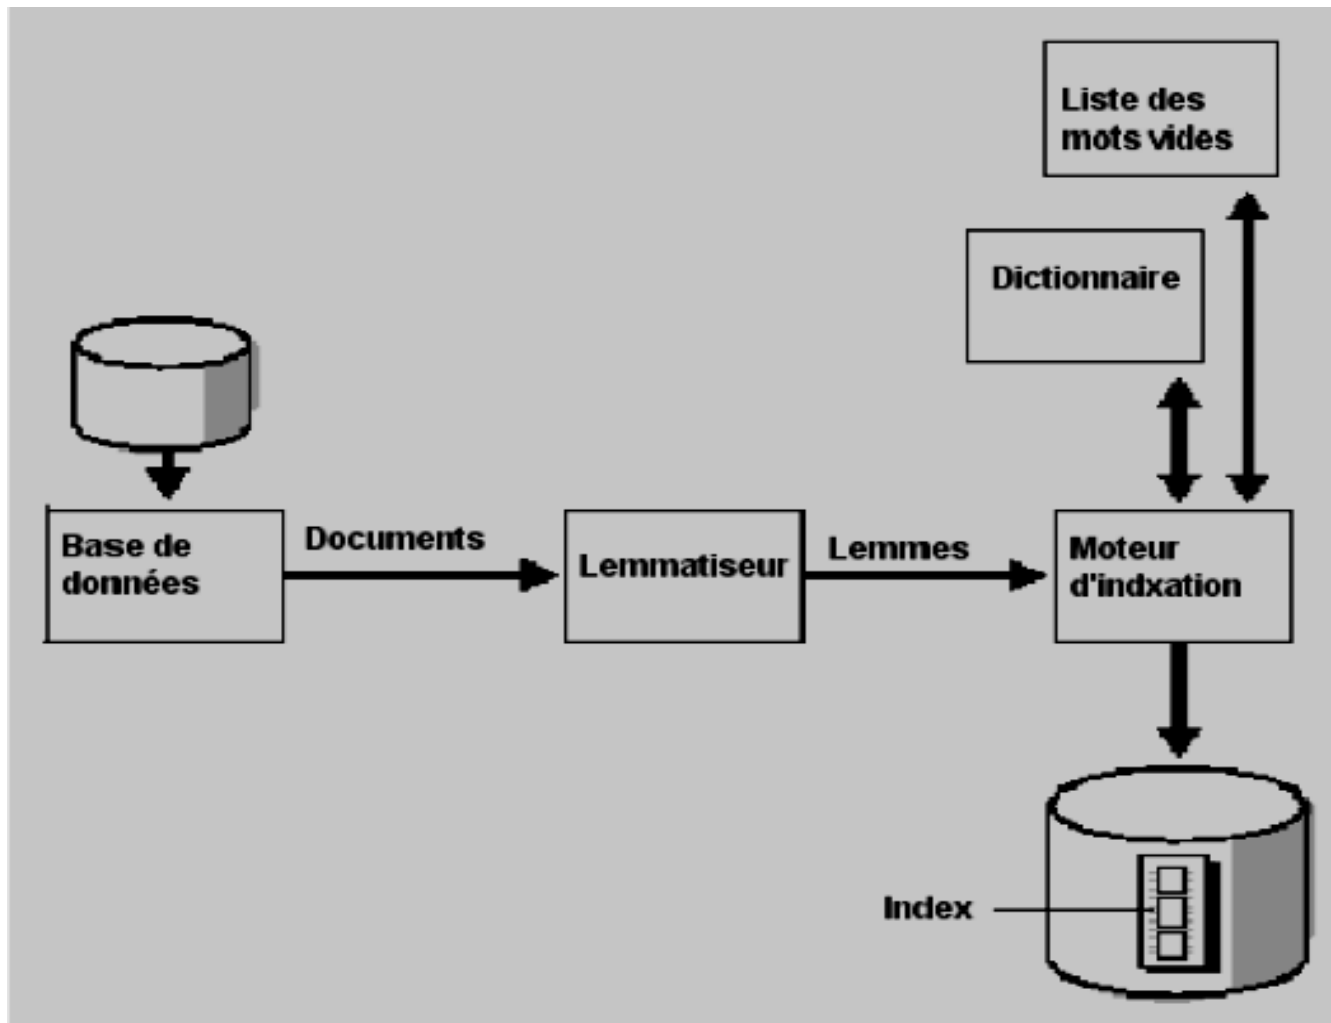 Liste des
mots vides
Dictionnaire
Base de
données
Documents
Lemmatiseur
Lemmes
Moteur
d'indxation
Index